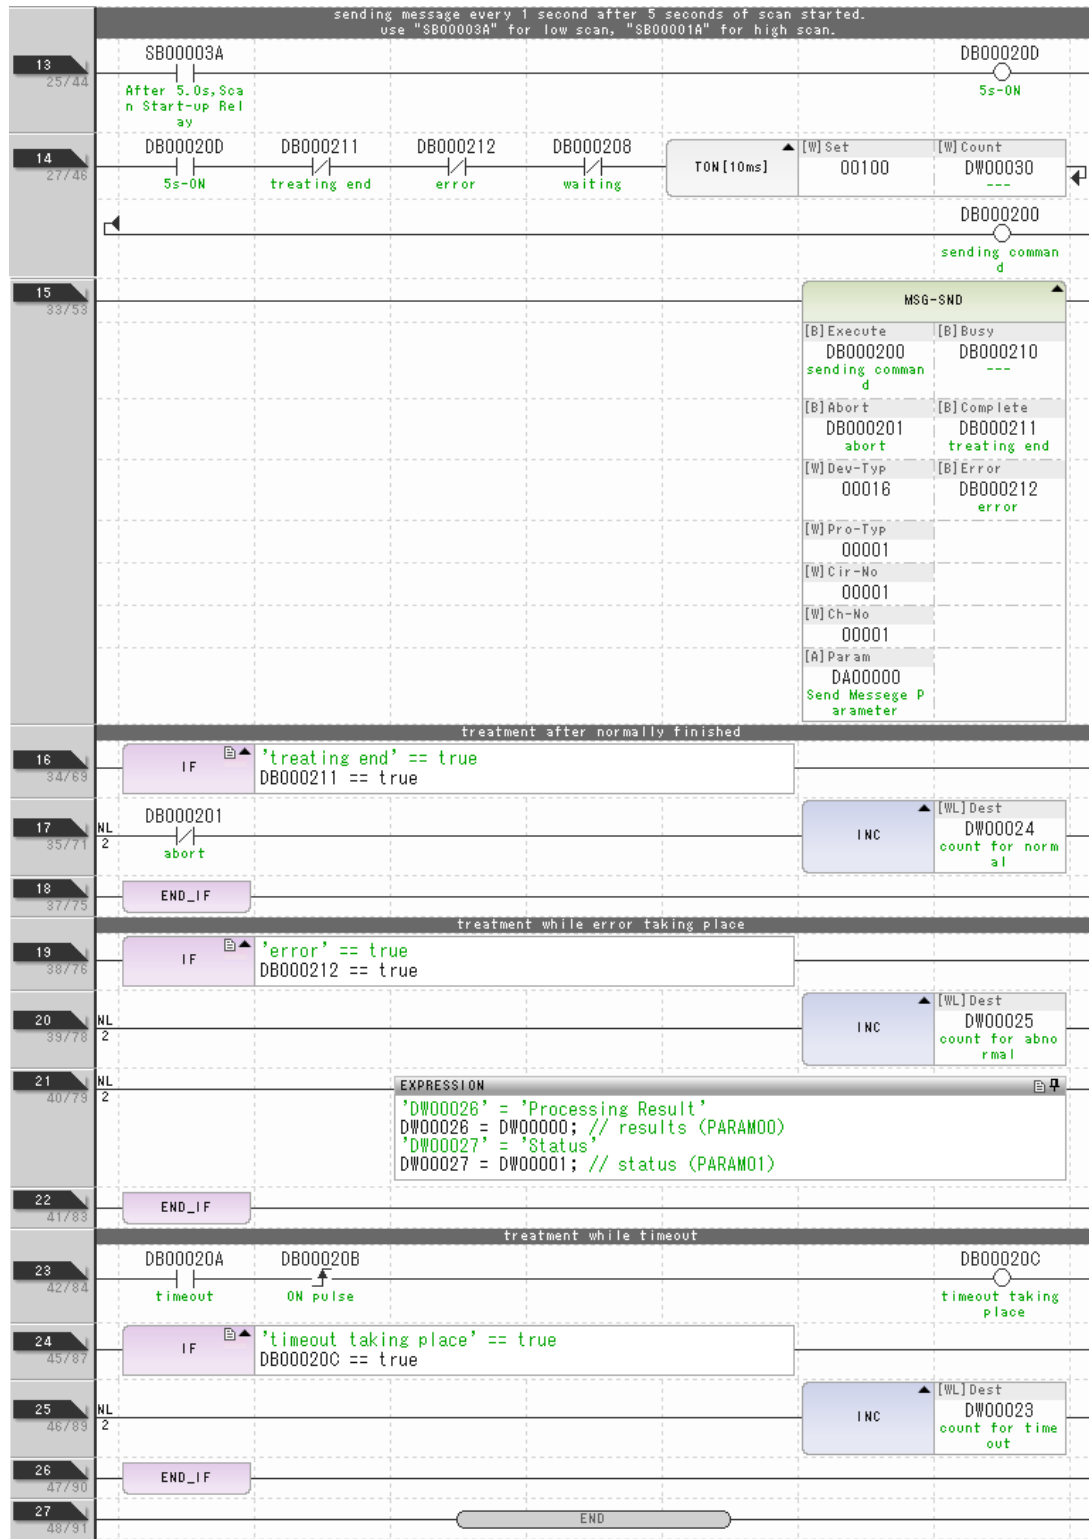 sending message every 1 second after 5 seconds of scan started.
use "SB00003A" for low scan, "SB00001A" for high scan.
13
25/44
SB00003A
After 5.0s,Sca
n Start-up Rel
ay
DB00020D
5s-ON
14
27/46
DB00020D
5s-ON
DB000211
treating end
DB000212
error
DB000208
waiting
TON[10ms]
[W]Set
00100
[W]Count
DW00030
---
DB000200
sending comman
d
15
33/53
MSG-SND
[B]Execute
DB000200
sending comman
d
[B]Busy
DB000210
---
[B]Abort
DB000201
abort
[B]Complete
DB000211
treating end
[W]Dev-Typ
00016
[B]Error
DB000212
error
[W]Pro-Typ
00001
[W]Cir-No
00001
[W]Ch-No
00001
[A]Param
DA00000
Send Messege P
arameter
treatment after normally finished
16
34/69
IF
'treating end' == true
DB000211 == true
17
35/71
NL
2
DB000201
abort
INC
[WL]Dest
DW00024
count for norm
al
18
37/75
END_IF
treatment while error taking place
19
38/76
IF
'error' == true
DB000212 == true
20
39/78
NL
2
INC
[WL]Dest
DW00025
count for abno
rmal
21
40/79
NL
2
EXPRESSION
'DW00026' = 'Processing Result'
DW00026 = DW00000; // results (PARAM00)
'DW00027' = 'Status'
DW00027 = DW00001; // status (PARAM01)
22
41/83
END_IF
treatment while timeout
23
42/84
DB00020A
timeout
DB00020B
ON pulse
DB00020C
timeout taking
place
24
45/87
IF
'timeout taking place' == true
DB00020C == true
25
46/89
NL
2
INC
[WL]Dest
DW00023
count for time
out
26
47/90
END_IF
27
48/91
END